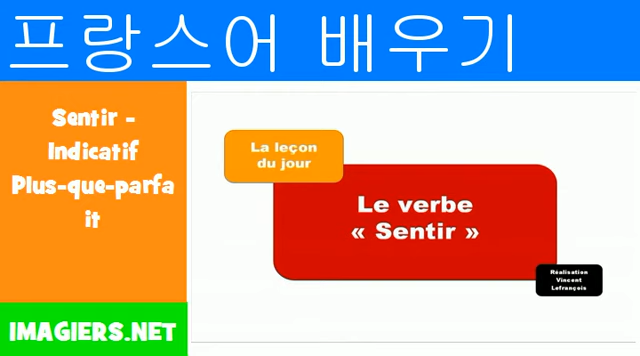 프랑스어 배우기
Sentir -
Indicatif
Plus-que-parfa
it
La leçon
du jour
Le verbe
« Sentir »
Réalisation
Vincent
Lefrançois
IMAGIERS.NET